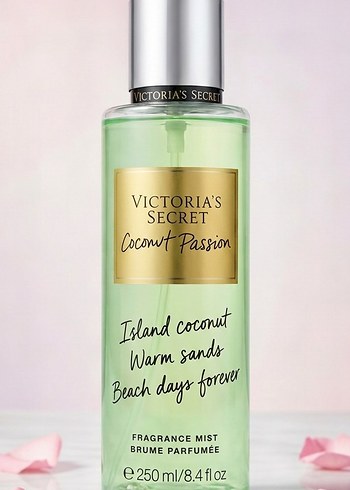 VICTORIA'S SECRET
VICTORIA'S
SECRET
Coconut Passion
Island coconut
Warm sands
Beach days forever
FRAGRANCE MIST
BRUME PARFUMÉE
℮ 250 ml/8.4 fl oz